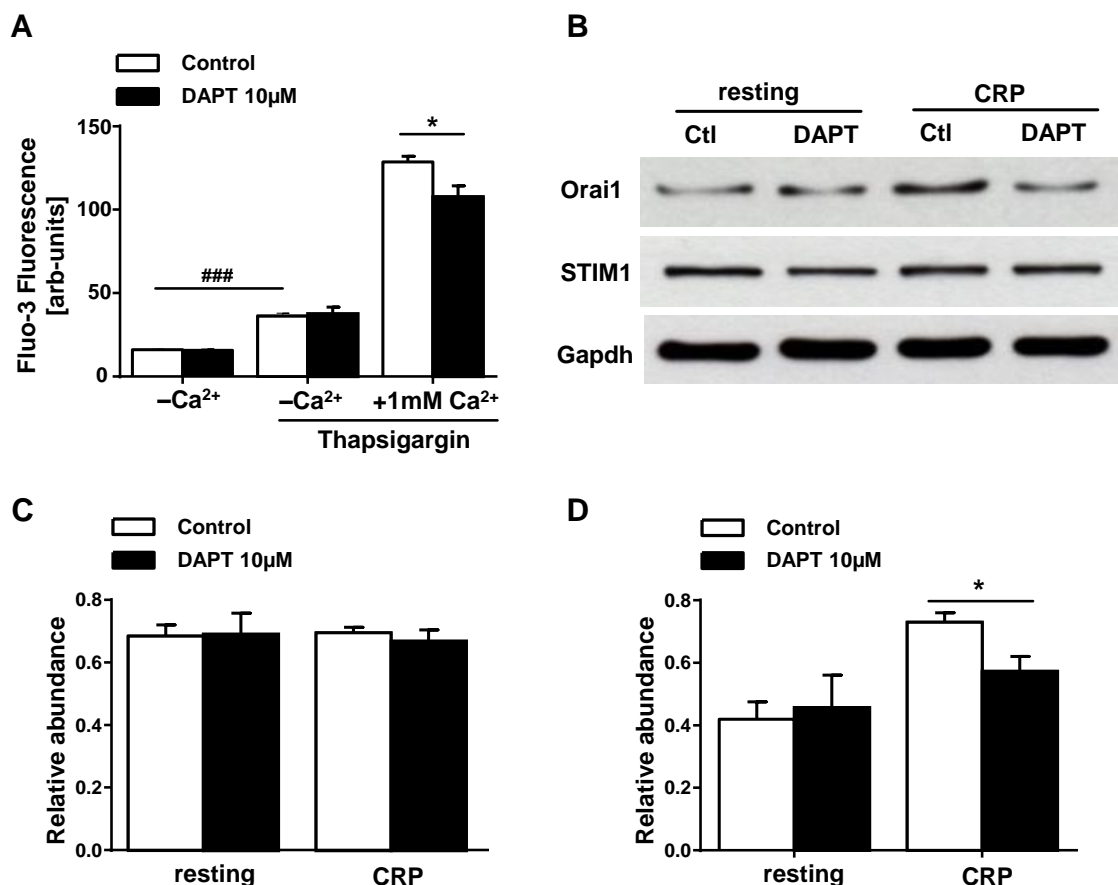 A
Control
DAPT 10µM
Fluo-3 Fluorescence
[arb-units]
150
100
50
0
*
###
–Ca²⁺
–Ca²⁺
+1mM Ca²⁺
Thapsigargin
B
resting
CRP
Ctl
DAPT
Ctl
DAPT
Orai1
STIM1
Gapdh
C
Control
DAPT 10µM
Relative abundance
0.8
0.6
0.4
0.2
0.0
resting
CRP
D
Control
DAPT 10µM
Relative abundance
0.8
0.6
0.4
0.2
0.0
*
resting
CRP